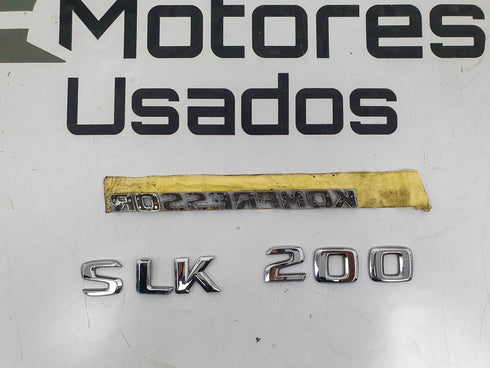 Motores
Usados
KOMPRESSOR
SLK 200